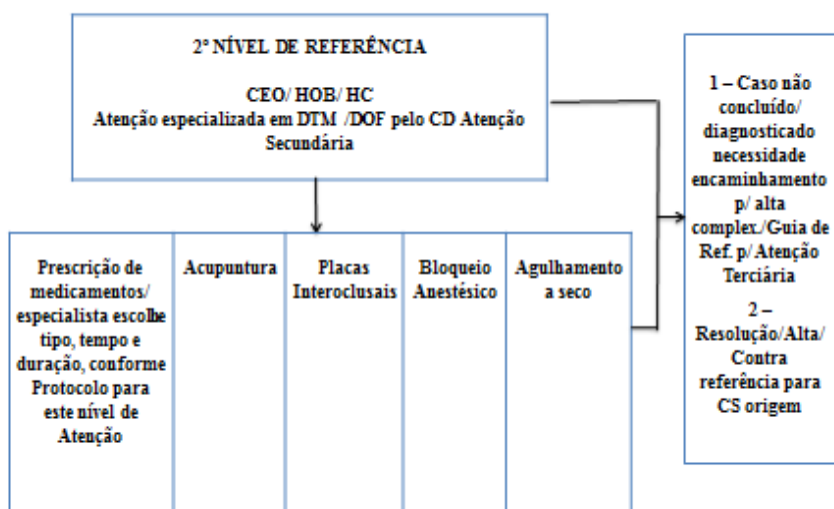 2º NÍVEL DE REFERÊNCIA
CEO/ HOB/ HC
Atenção especializada em DTM /DOF pelo CD Atenção
Secundária
Prescrição de
medicamentos/
especialista escolhe
tipo, tempo e
duração, conforme
Protocolo para
este nível de
Atenção
Acupuntura
Placas
Interoclusais
Bloqueio
Anestésico
Agulhamento
a seco
1 – Caso não
concluído/
diagnosticado
necessidade
encaminhamento
p/ alta
complex./Guia de
Ref. p/ Atenção
Terciária
2 –
Resolução/Alta/
Contra
referência para
CS origem